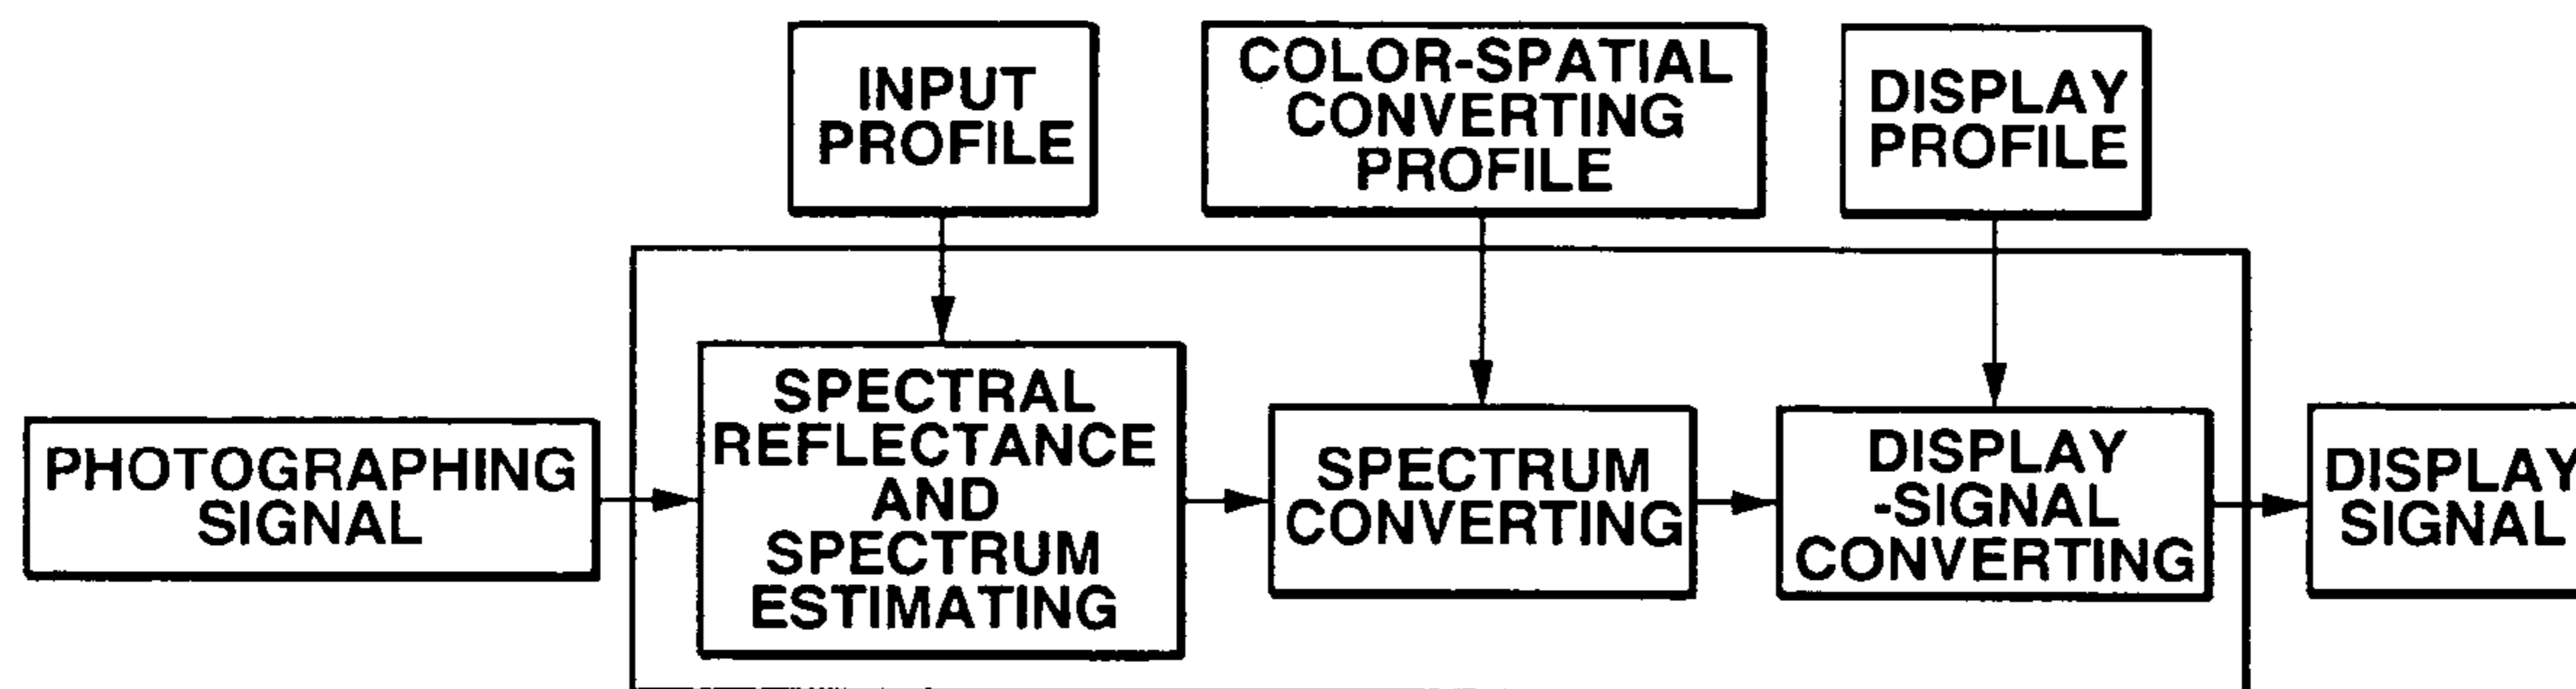 INPUT
PROFILE
COLOR-SPATIAL
CONVERTING
PROFILE
DISPLAY
PROFILE
PHOTOGRAPHING
SIGNAL
SPECTRAL
REFLECTANCE
AND
SPECTRUM
ESTIMATING
SPECTRUM
CONVERTING
DISPLAY
-SIGNAL
CONVERTING
DISPLAY
SIGNAL